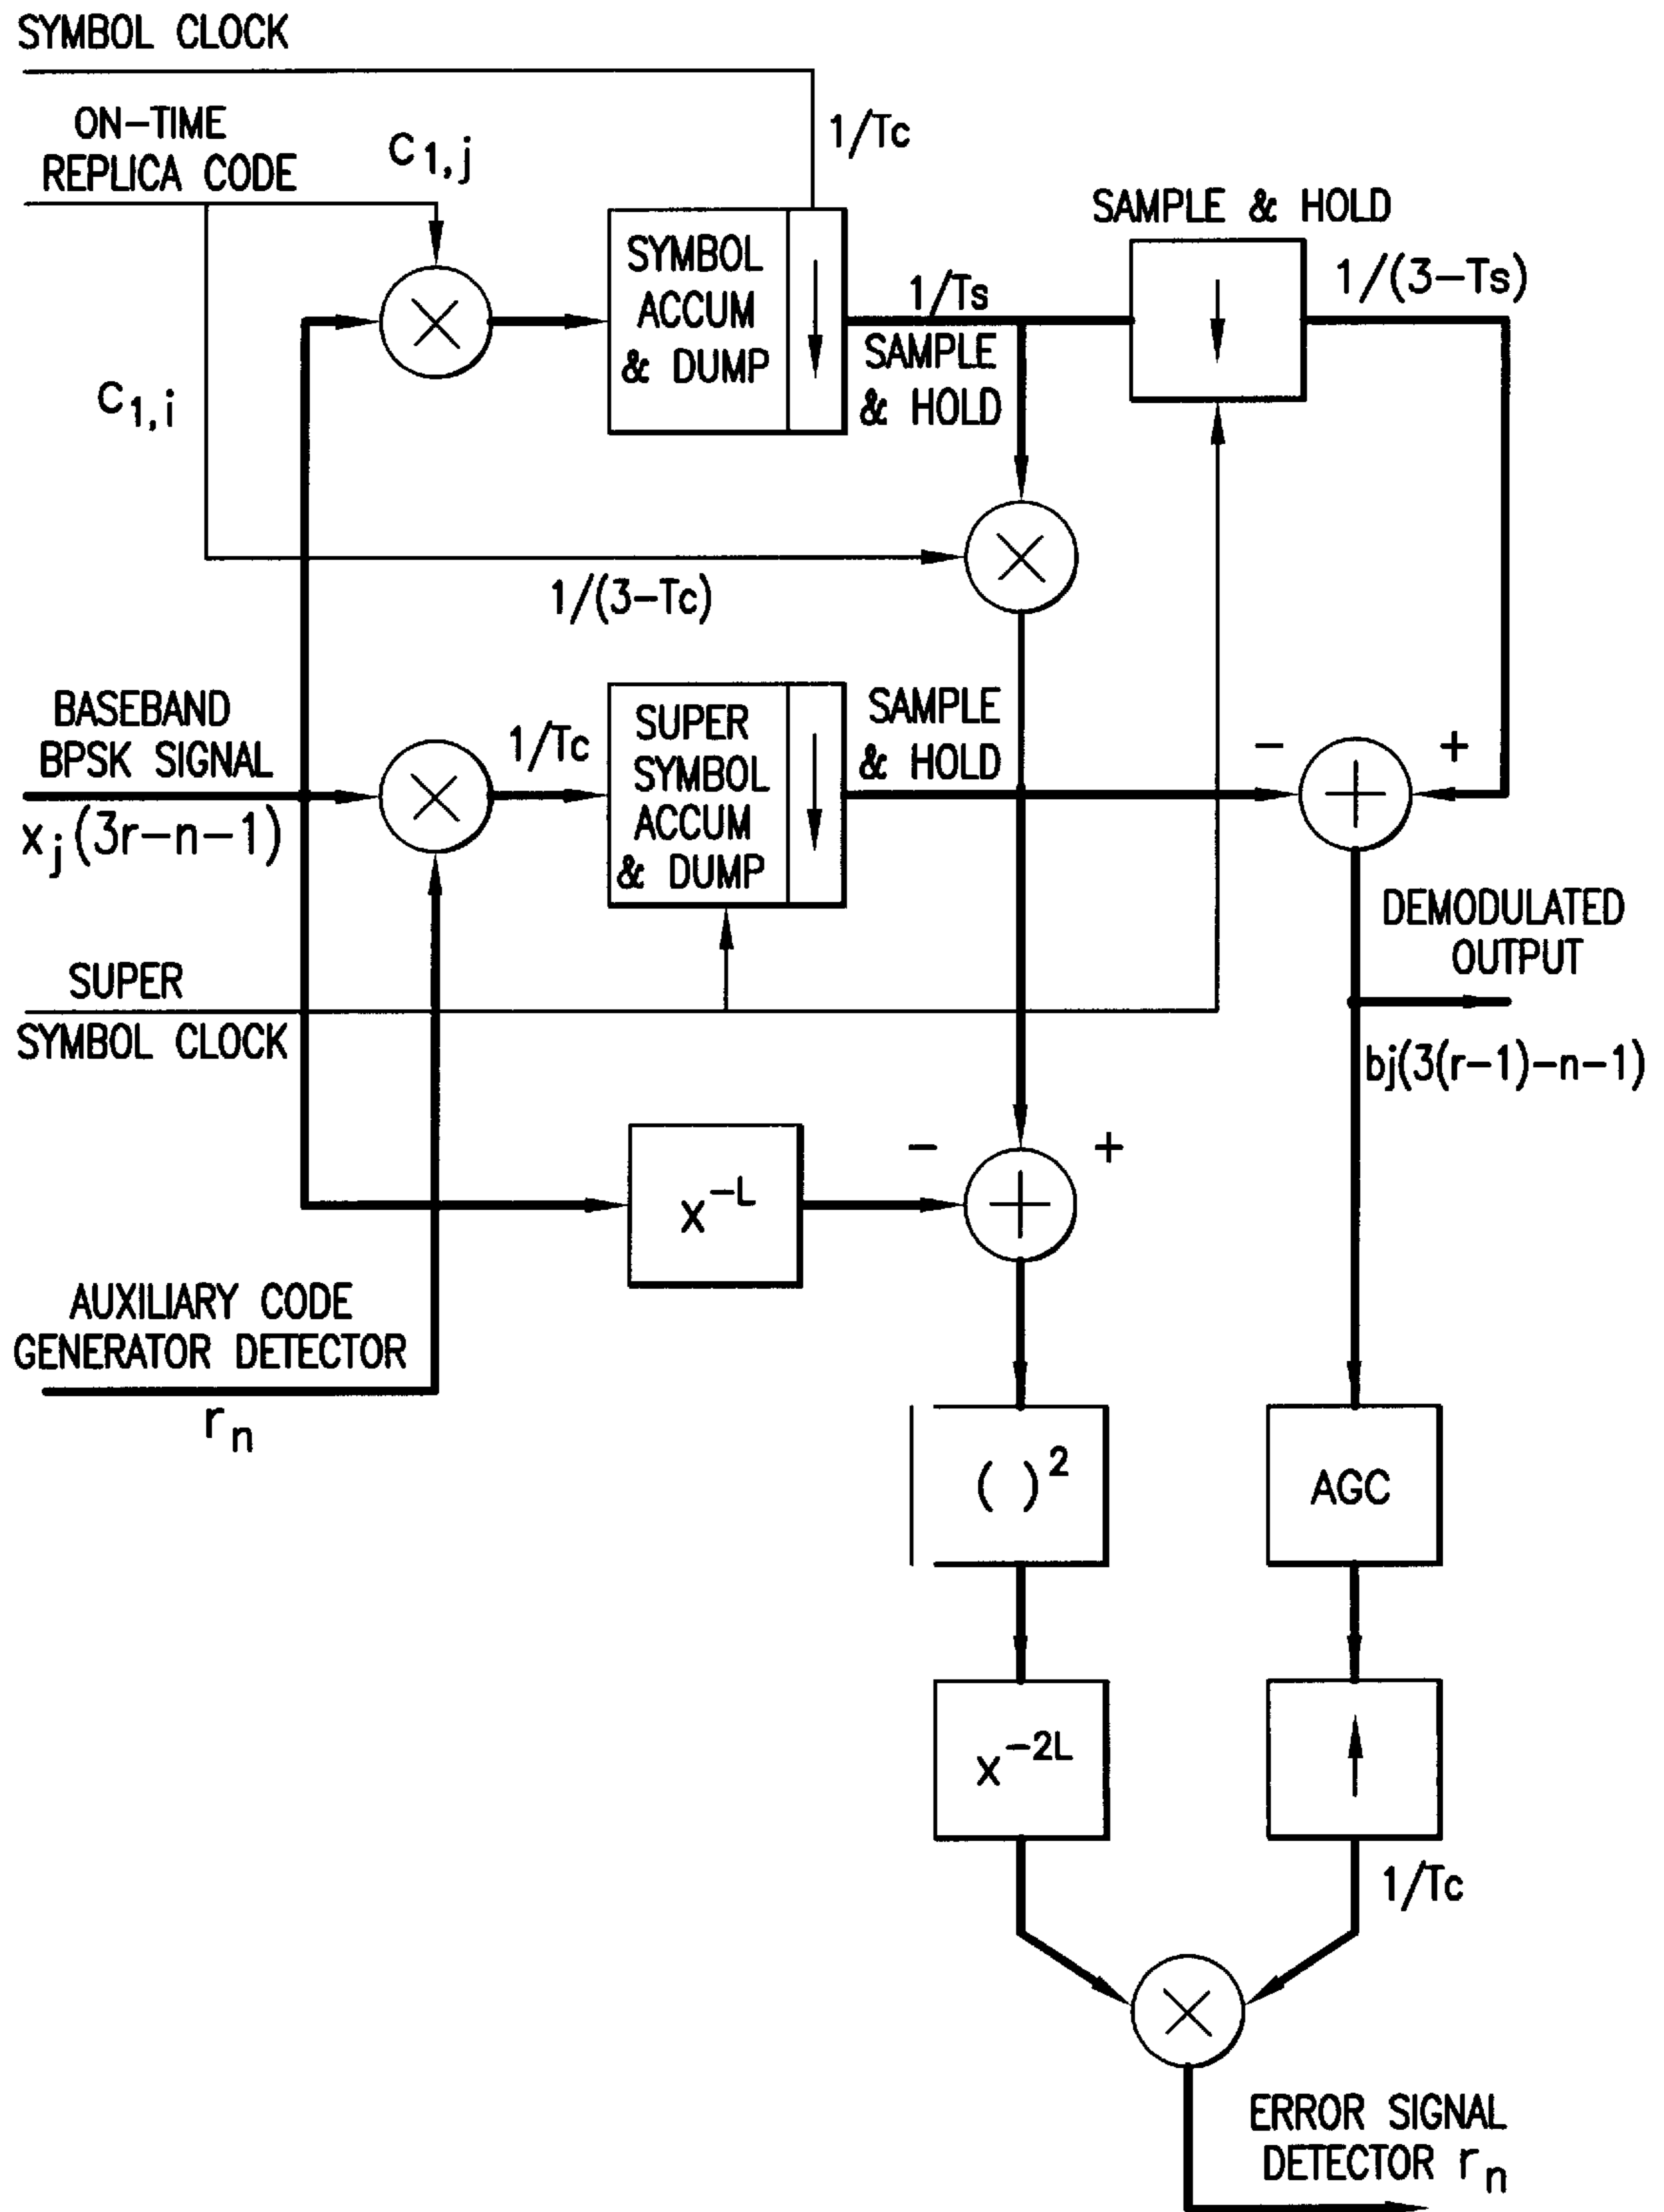 SYMBOL CLOCK
ON-TIME
REPLICA CODE
C1,j
1/Tc
SAMPLE & HOLD
SYMBOL
ACCUM
& DUMP
1/Ts
SAMPLE
& HOLD
1/(3-Ts)
C1,i
1/(3-Tc)
BASEBAND
BPSK SIGNAL
xj(3r-n-1)
1/Tc
SUPER
SYMBOL
ACCUM
& DUMP
SAMPLE
& HOLD
-
+
DEMODULATED
OUTPUT
bj(3(r-1)-n-1)
SUPER
SYMBOL CLOCK
x-L
-
+
AUXILIARY CODE
GENERATOR DETECTOR
rn
( )2
AGC
x-2L
1/Tc
ERROR SIGNAL
DETECTOR rn